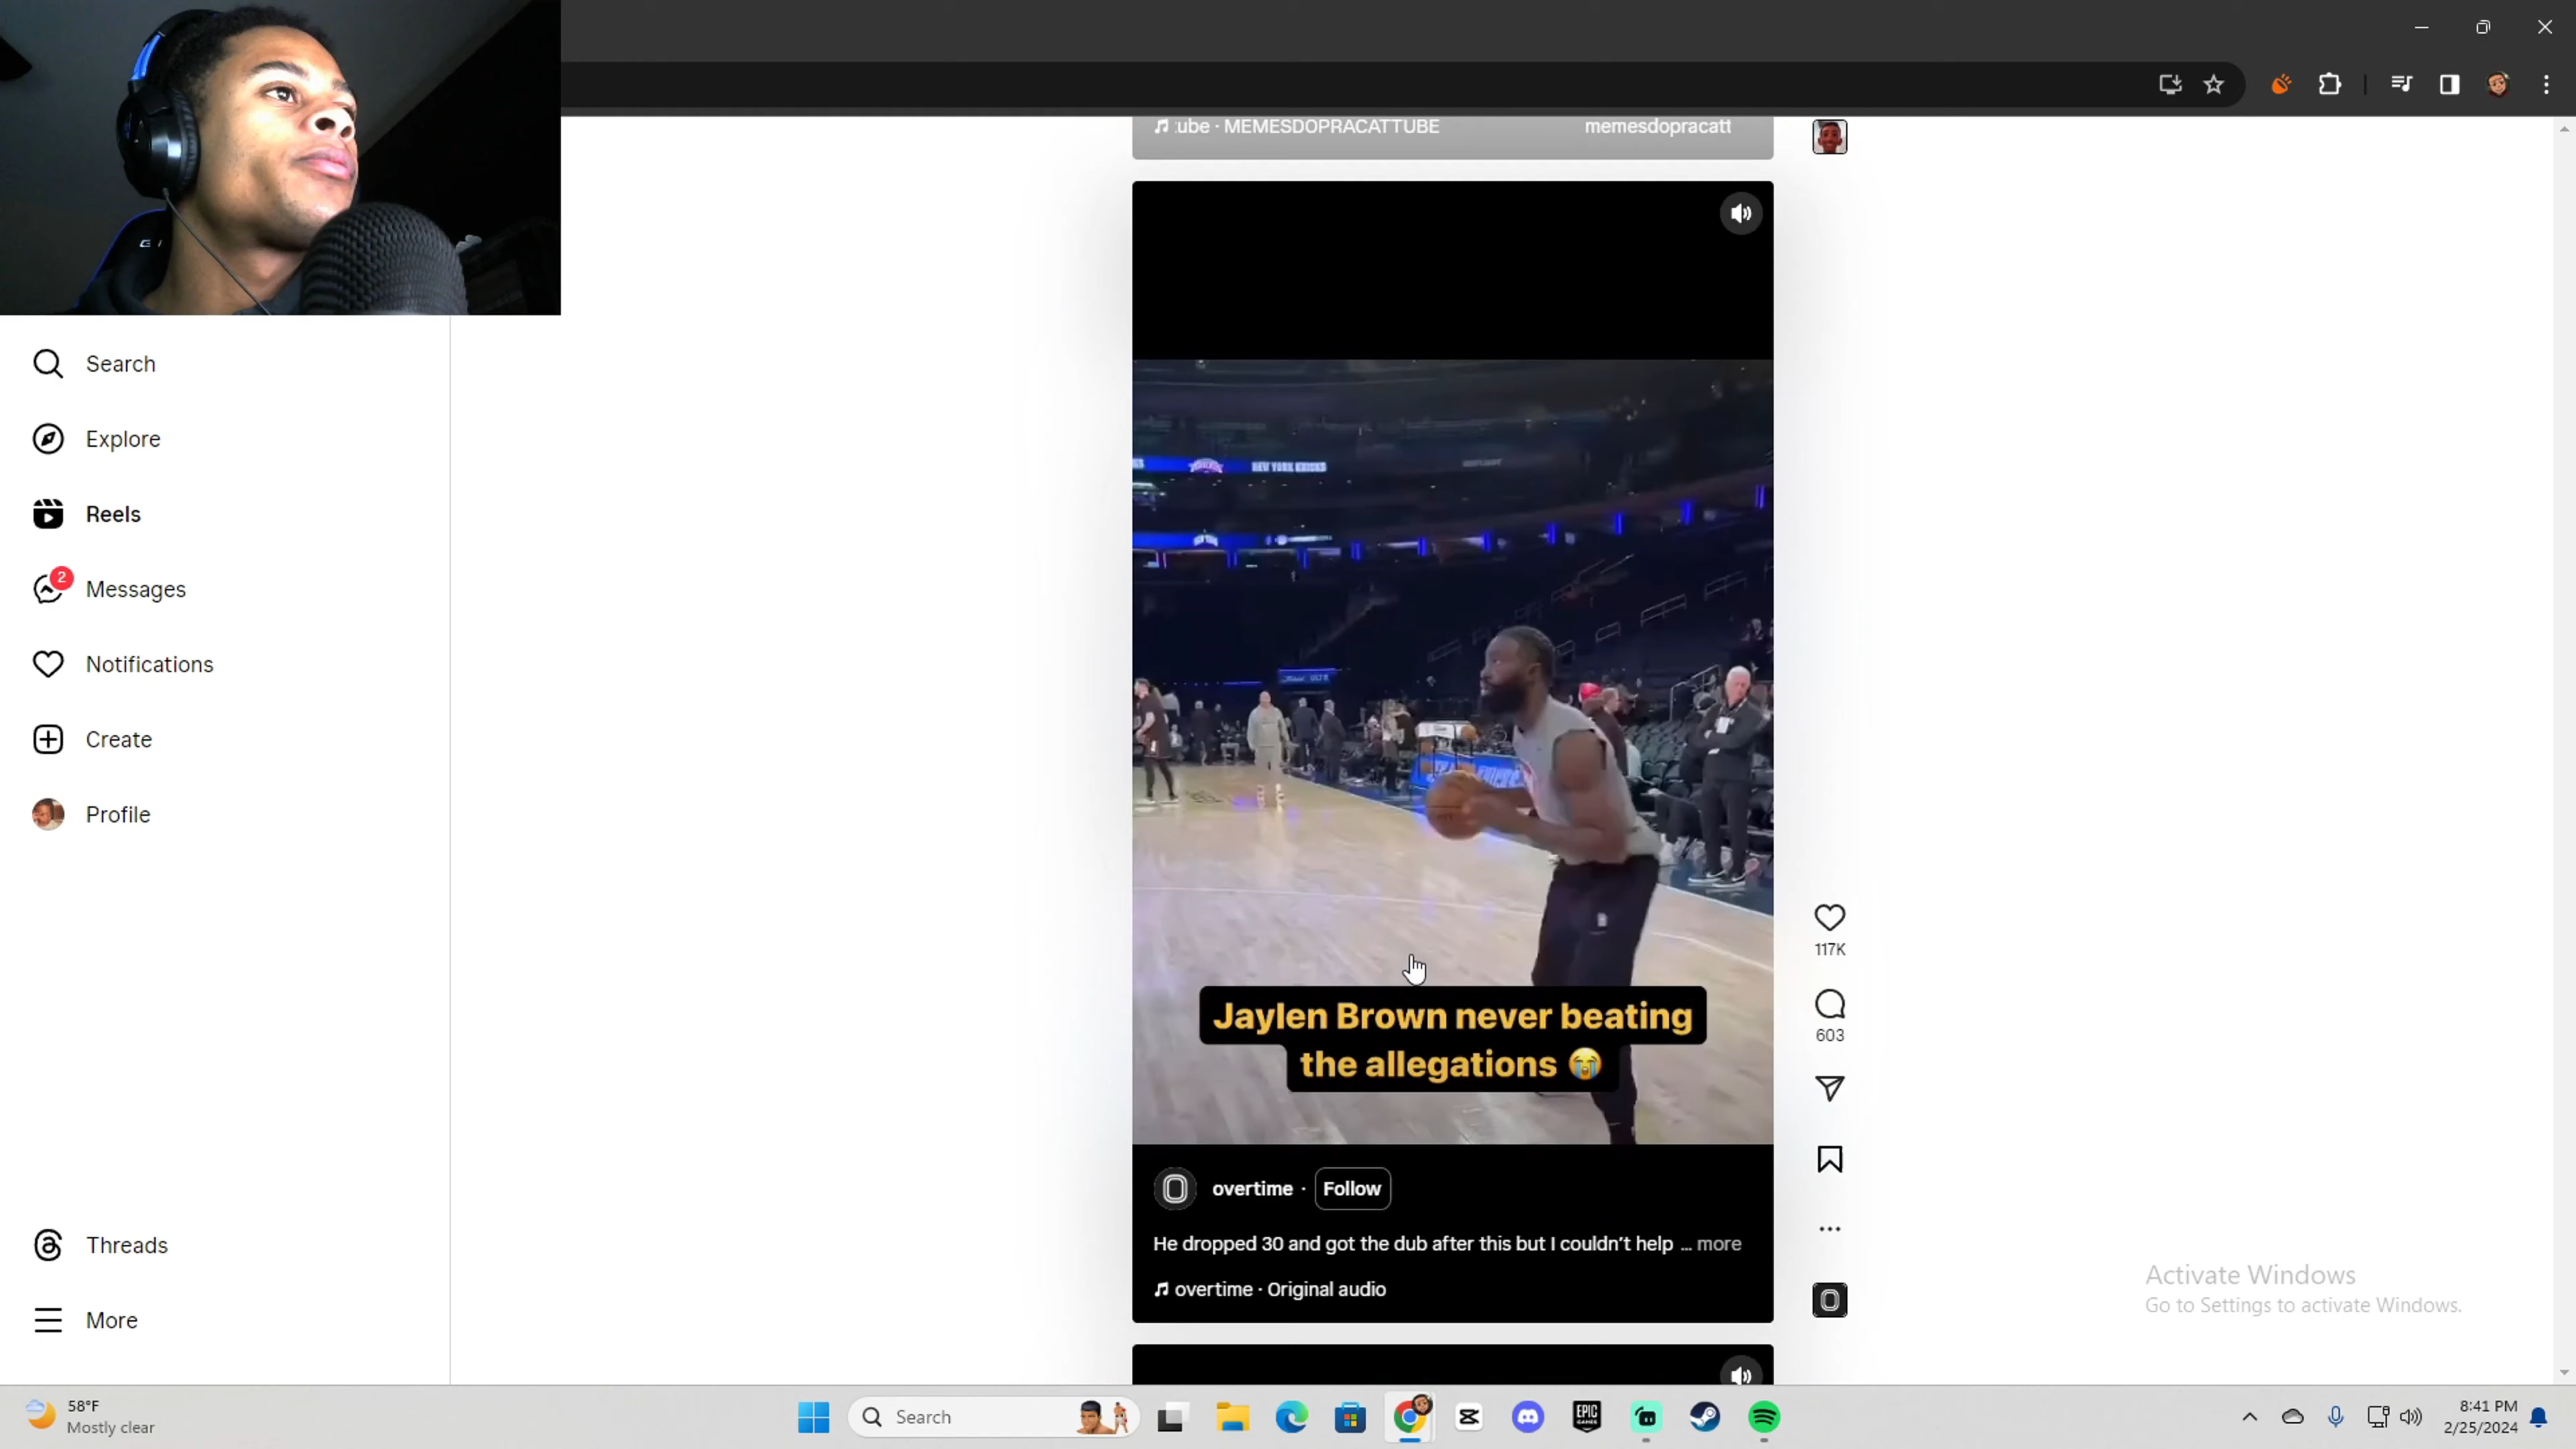 ube · MEMESDOPRACATTUBE memesdopracatt
Search
Explore
Reels
2
Messages
Notifications
Create
Profile
Threads
More
NEW YORK KNICKS
Jaylen Brown never beating
the allegations 😭
117K
603
overtime · Follow
He dropped 30 and got the dub after this but I couldn't help ... more
overtime · Original audio
Activate Windows
Go to Settings to activate Windows.
58°F
Mostly clear
Search
EPIC
GAMES
8:41 PM
2/25/2024